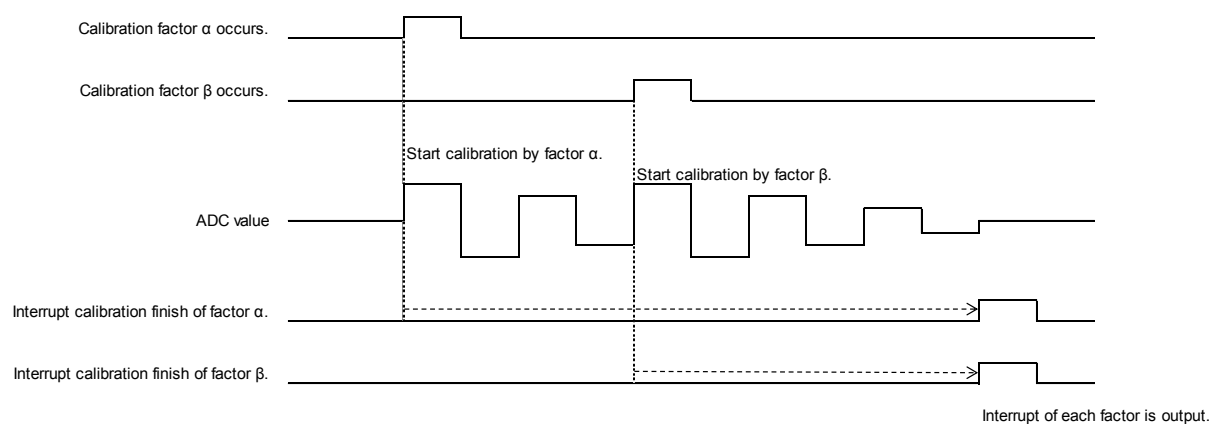 Calibration factor α occurs.
Calibration factor β occurs.
Start calibration by factor α.
Start calibration by factor β.
ADC value
Interrupt calibration finish of factor α.
Interrupt calibration finish of factor β.
Interrupt of each factor is output.